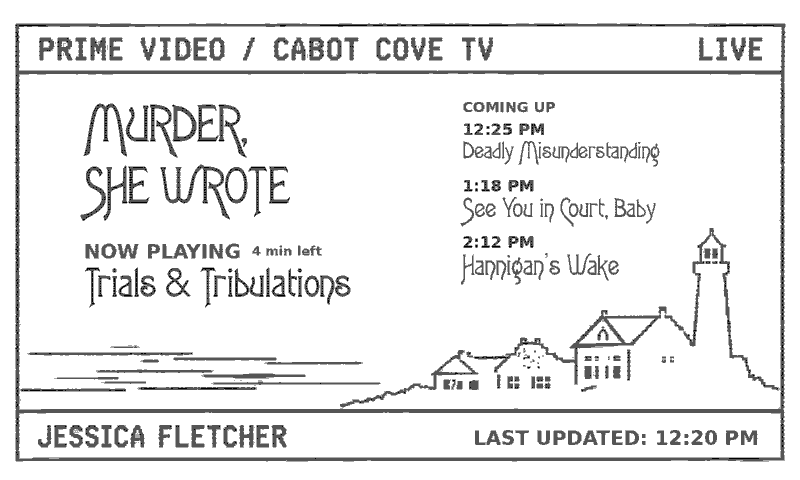 PRIME VIDEO / CABOT COVE TV
LIVE
MURDER,
SHE WROTE
NOW PLAYING 4 min left
Trials & Tribulations
COMING UP
12:25 PM
Deadly Misunderstanding
1:18 PM
See You in Court, Baby
2:12 PM
Hannigan's Wake
JESSICA FLETCHER
LAST UPDATED: 12:20 PM